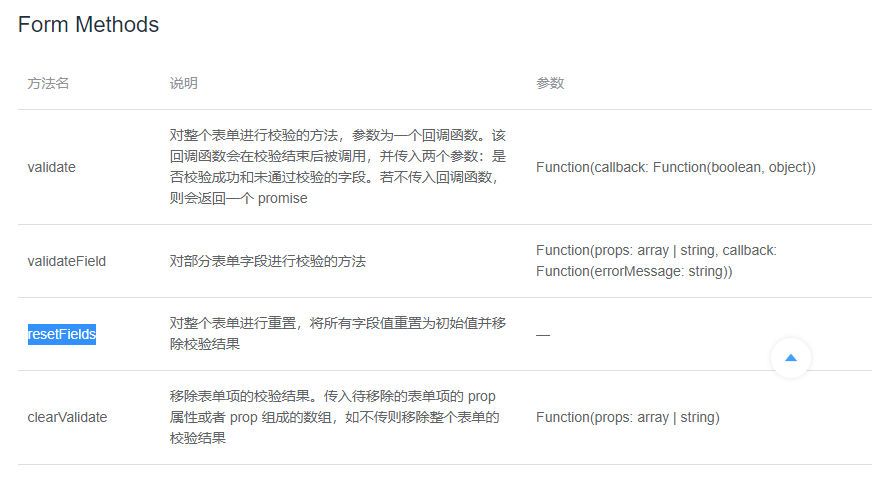 Form Methods
方法名
说明
参数
validate
对整个表单进行校验的方法，参数为一个回调函数。该
回调函数会在校验结束后被调用，并传入两个参数：是
否校验成功和未通过校验的字段。若不传入回调函数，
则会返回一个 promise
Function(callback: Function(boolean, object))
validateField
对部分表单字段进行校验的方法
Function(props: array | string, callback:
Function(errorMessage: string))
resetFields
对整个表单进行重置，将所有字段值重置为初始值并移
除校验结果
—
clearValidate
移除表单项的校验结果。传入待移除的表单项的 prop
属性或者 prop 组成的数组，如不传则移除整个表单的
校验结果
Function(props: array | string)